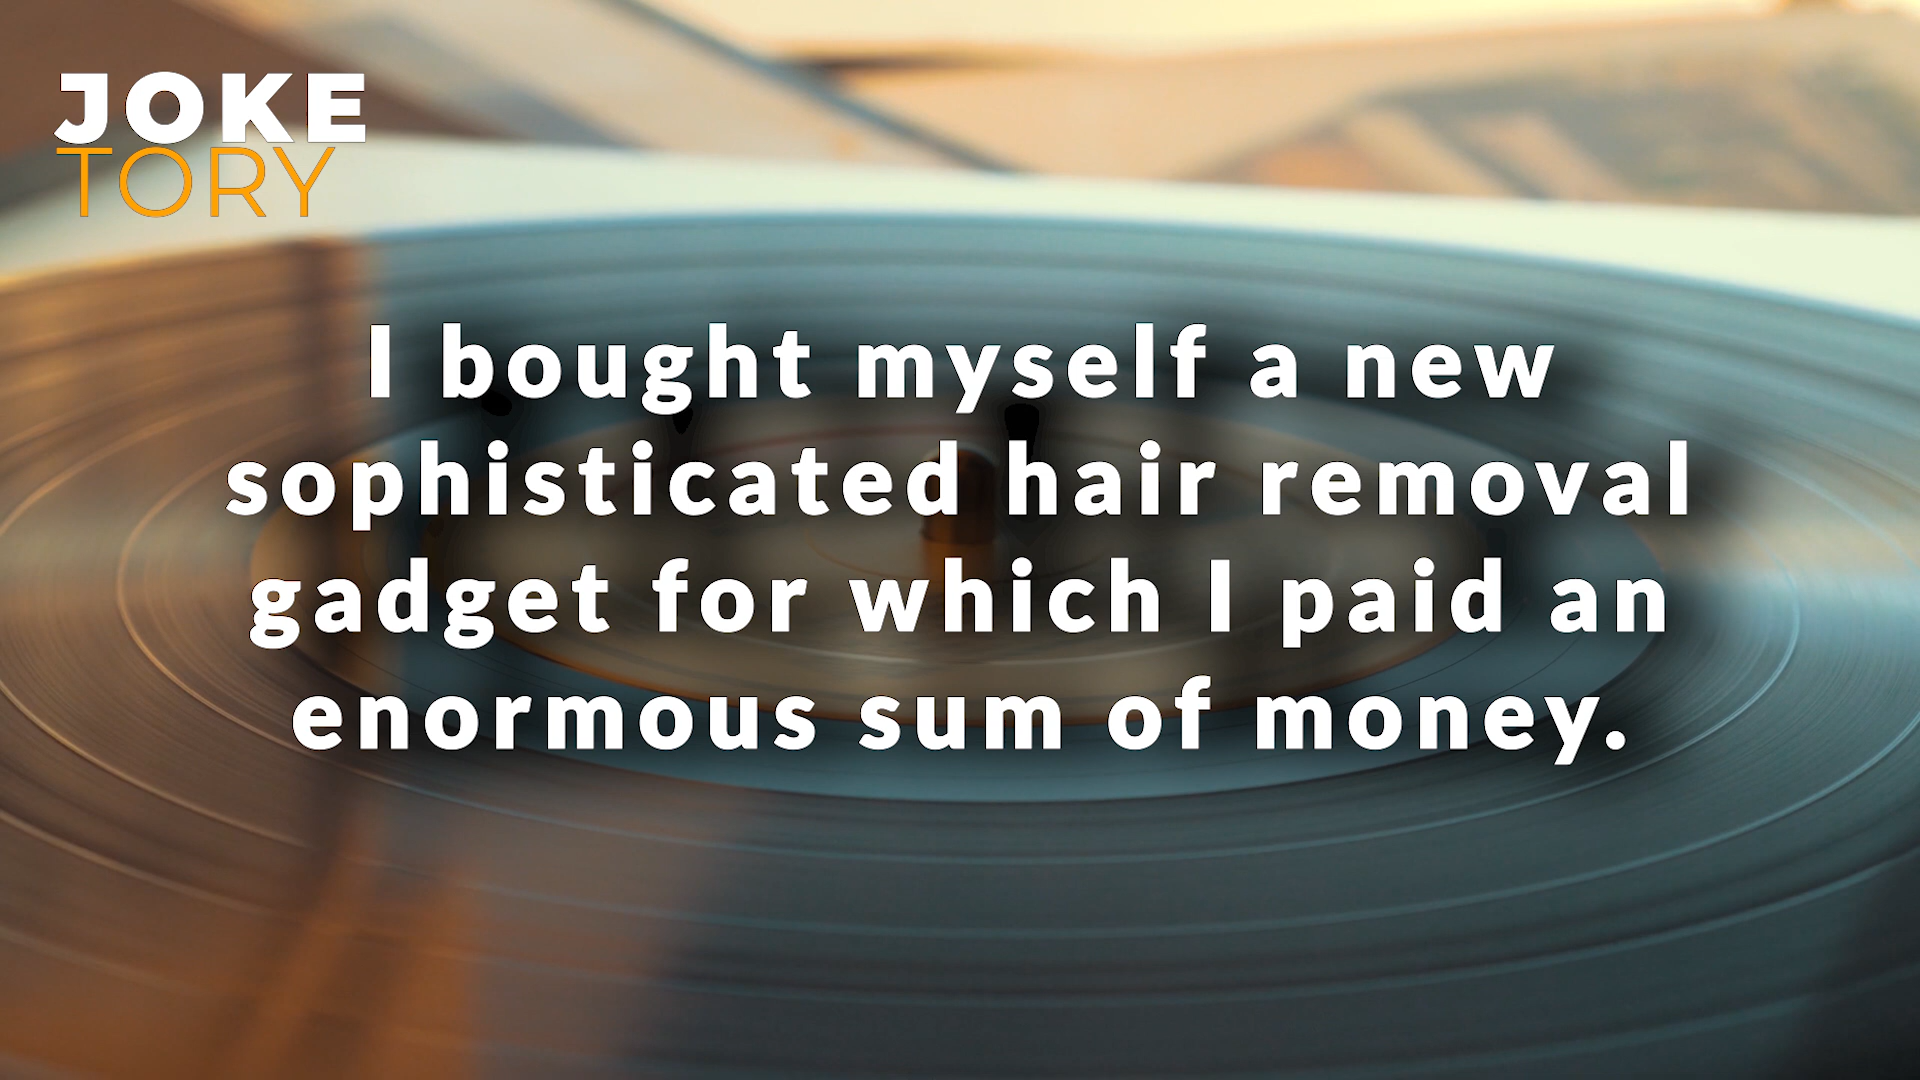 JOKE
TORY
I bought myself a new
sophisticated hair removal
gadget for which I paid an
enormous sum of money.